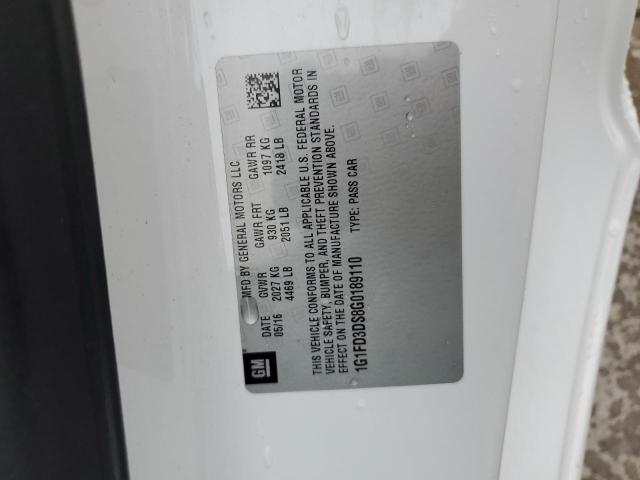 GM
MFD BY GENERAL MOTORS LLC
DATE GVWR GAWR FRT GAWR RR
05/16 2027 KG 930 KG 1097 KG
4469 LB 2051 LB 2418 LB
THIS VEHICLE CONFORMS TO ALL APPLICABLE U.S. FEDERAL MOTOR
VEHICLE SAFETY, BUMPER, AND THEFT PREVENTION STANDARDS IN
EFFECT ON THE DATE OF MANUFACTURE SHOWN ABOVE.
1G1FD3DS8G0189110 TYPE: PASS CAR